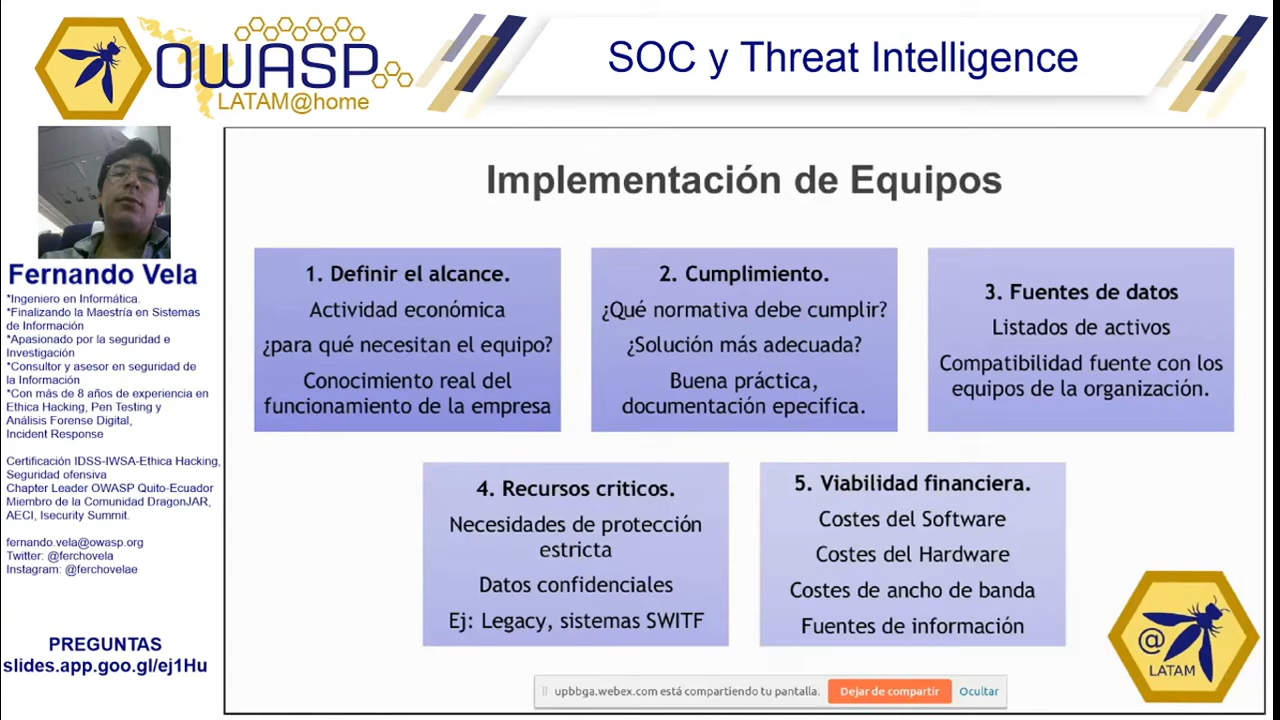 OWASP
LATAM@home
SOC y Threat Intelligence
Fernando Vela
*Ingeniero en Informática.
*Finalizando la Maestría en Sistemas
de Información
*Apasionado por la seguridad e
Investigación
*Consultor y asesor en seguridad de
la Información
*Con más de 8 años de experiencia en
Ethica Hacking, Pen Testing y
Análisis Forense Digital,
Incident Response
Certificación IDSS-IWSA-Ethica Hacking,
Seguridad ofensiva
Chapter Leader OWASP Quito-Ecuador
Miembro de la Comunidad DragonJAR,
AECI, Isecurity Summit.
fernando.vela@owasp.org
Twitter: @ferchovela
Instagram: @ferchovelae
PREGUNTAS
slides.app.goo.gl/ej1Hu
Implementación de Equipos
1. Definir el alcance.
Actividad económica
¿para qué necesitan el equipo?
Conocimiento real del
funcionamiento de la empresa
2. Cumplimiento.
¿Qué normativa debe cumplir?
¿Solución más adecuada?
Buena práctica,
documentación epecifica.
3. Fuentes de datos
Listados de activos
Compatibilidad fuente con los
equipos de la organización.
4. Recursos criticos.
Necesidades de protección
estricta
Datos confidenciales
Ej: Legacy, sistemas SWITF
5. Viabilidad financiera.
Costes del Software
Costes del Hardware
Costes de ancho de banda
Fuentes de información
@
LATAM
upbbga.webex.com está compartiendo tu pantalla.
Dejar de compartir
Ocultar